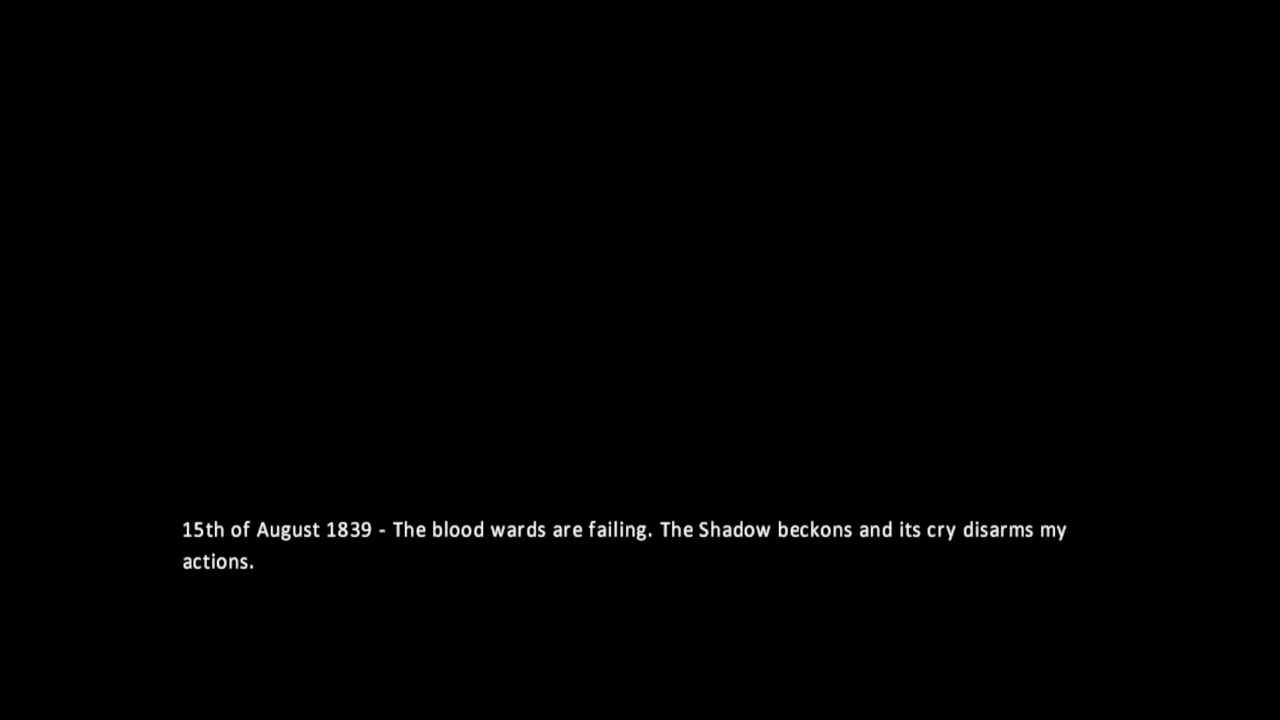 15th of August 1839 - The blood wards are failing. The Shadow beckons and its cry disarms my
actions.